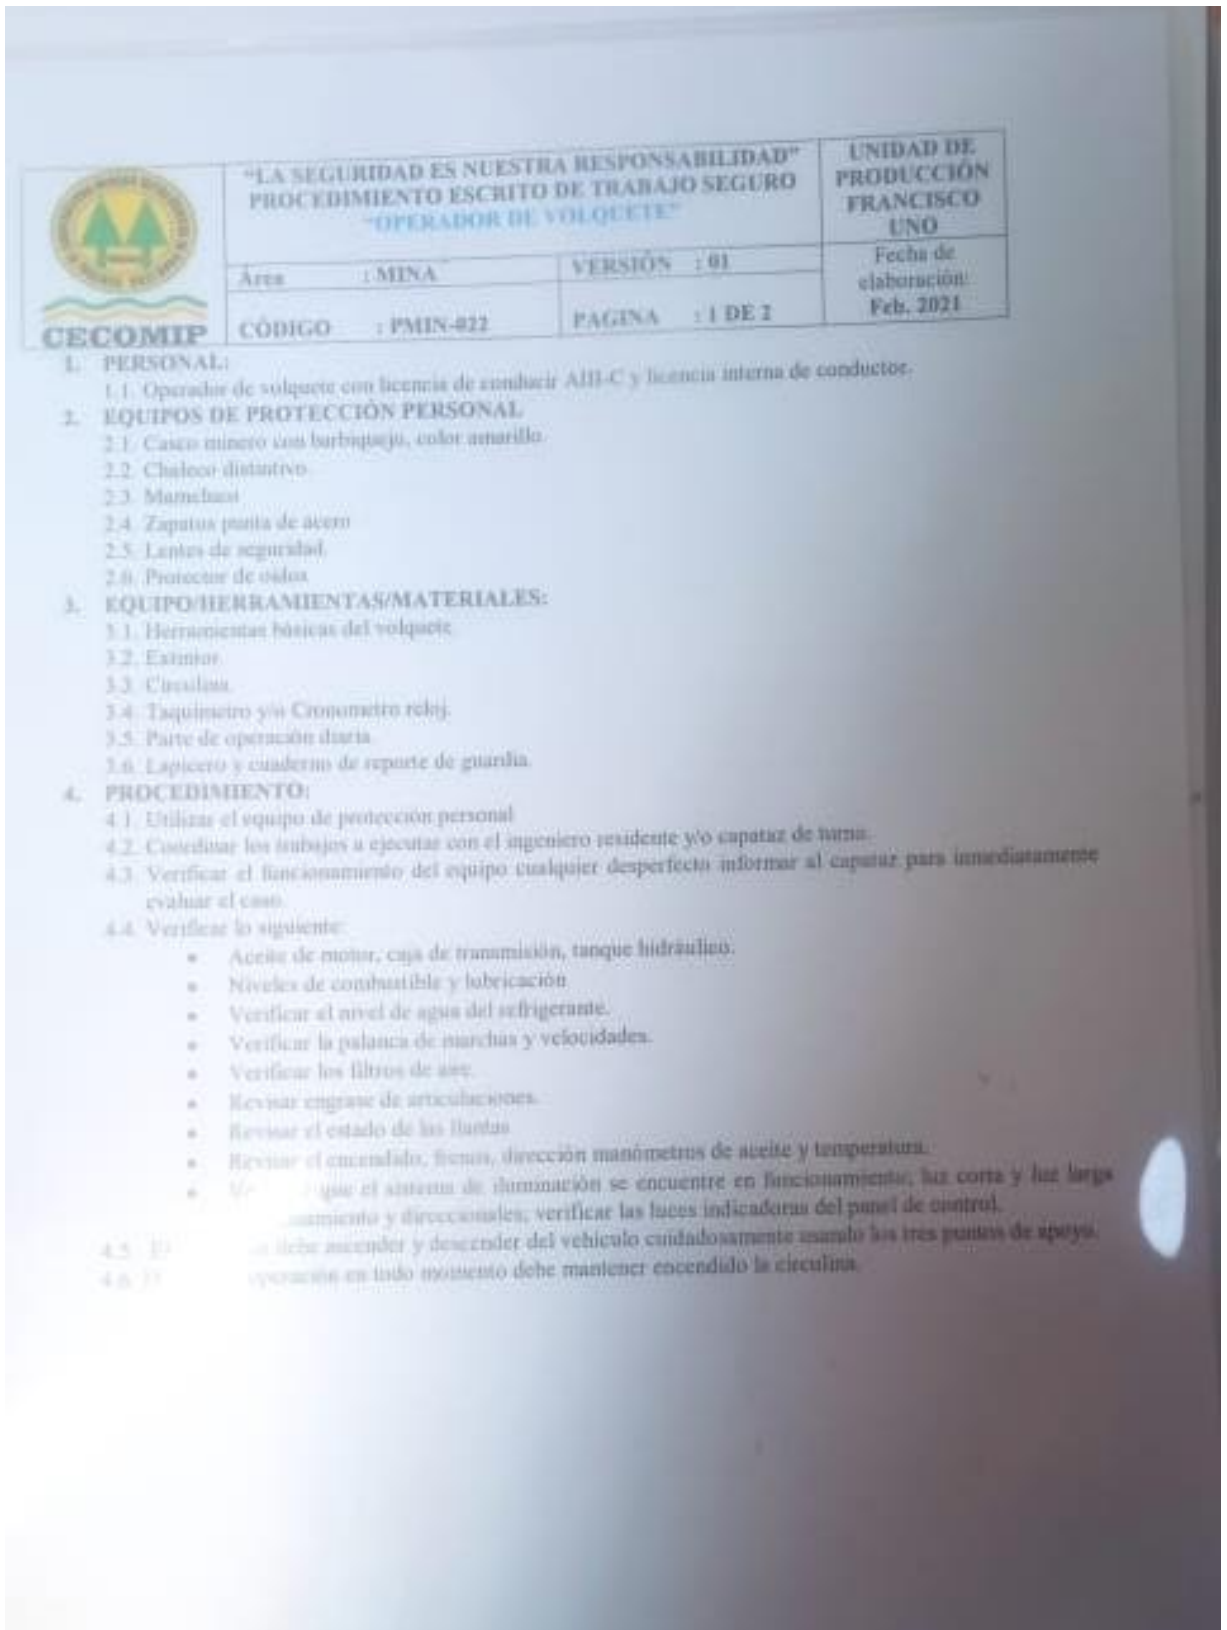 "LA SEGURIDAD ES NUESTRA RESPONSABILIDAD"
PROCEDIMIENTO ESCRITO DE TRABAJO SEGURO
"OPERADOR DE VOLQUETE"
UNIDAD DE
PRODUCCIÓN
FRANCISCO
UNO
Área : MINA
VERSIÓN : 01
Fecha de
elaboración:
Feb. 2021
CÓDIGO : PMIN-022
PAGINA : 1 DE 2
CECOMIP
1. PERSONAL:
1.1. Operador de volquete con licencia de conducir AIII-C y licencia interna de conductor.
2. EQUIPOS DE PROTECCIÓN PERSONAL
2.1. Casco minero con barbiquejo, color amarillo.
2.2. Chaleco distintivo.
2.3. Mameluco
2.4. Zapatos punta de acero
2.5. Lentes de seguridad.
2.6. Protector de oídos
3. EQUIPO/HERRAMIENTAS/MATERIALES:
3.1. Herramientas básicas del volquete
3.2. Extintor.
3.3. Circulina.
3.4. Taquímetro y/o Cronometro reloj.
3.5. Parte de operación diaria
3.6. Lapicero y cuaderno de reporte de guardia.
4. PROCEDIMIENTO:
4.1. Utilizar el equipo de protección personal
4.2. Coordinar los trabajos a ejecutar con el ingeniero residente y/o capataz de turno.
4.3. Verificar el funcionamiento del equipo cualquier desperfecto informar al capataz para inmediatamente
evaluar el caso.
4.4. Verificar lo siguiente:
• Aceite de motor, caja de transmisión, tanque hidráulico.
• Niveles de combustible y lubricación
• Verificar el nivel de agua del refrigerante.
• Verificar la palanca de marchas y velocidades.
• Verificar los filtros de aire.
• Revisar engrase de articulaciones.
• Revisar el estado de las llantas
• Revisar el encendido, frenos, dirección manómetros de aceite y temperatura.
• que el sistema de iluminación se encuentre en funcionamiento; luz corta y luz larga
y direccionales, verificar las luces indicadoras del panel de control.
4.5. debe ascender y descender del vehículo cuidadosamente usando los tres puntos de apoyo.
4.6. operación en todo momento debe mantener encendido la circulina.